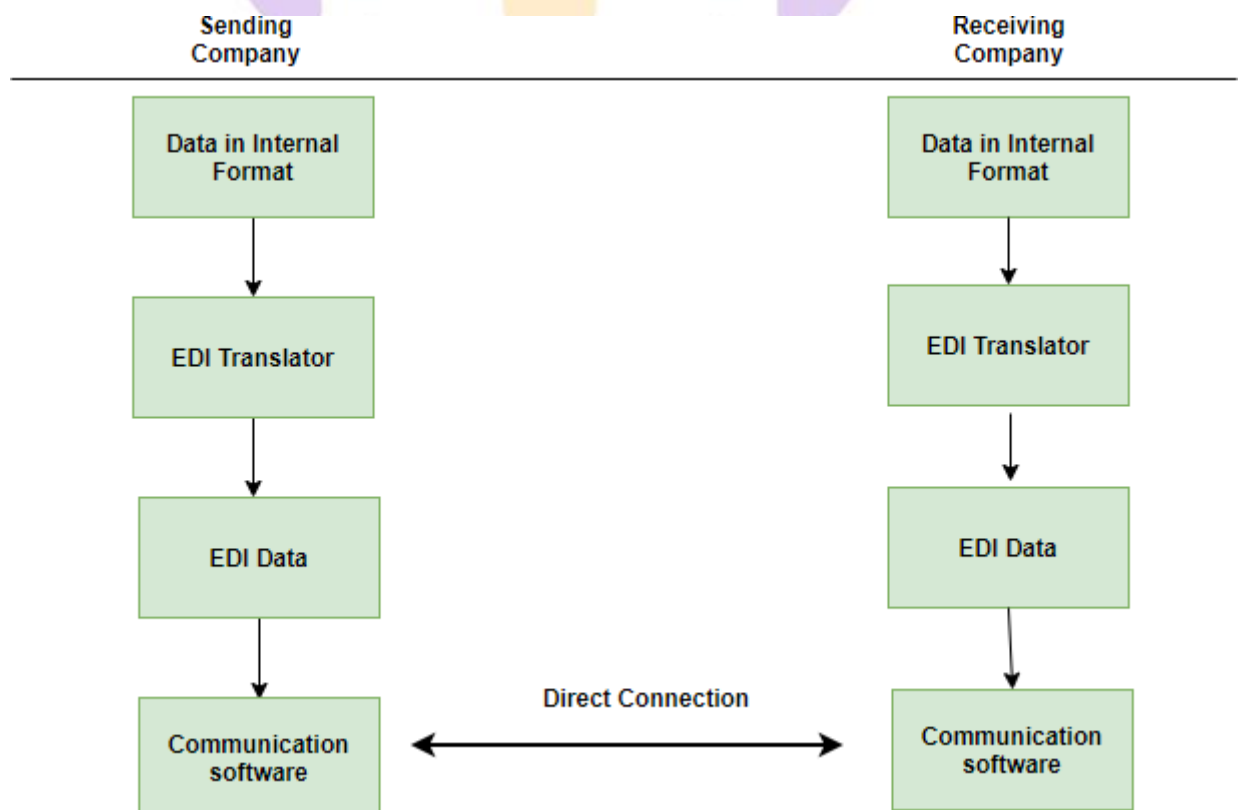 Sending
Company
Receiving
Company
Data in Internal
Format
Data in Internal
Format
EDI Translator
EDI Translator
EDI Data
EDI Data
Direct Connection
Communication
software
Communication
software